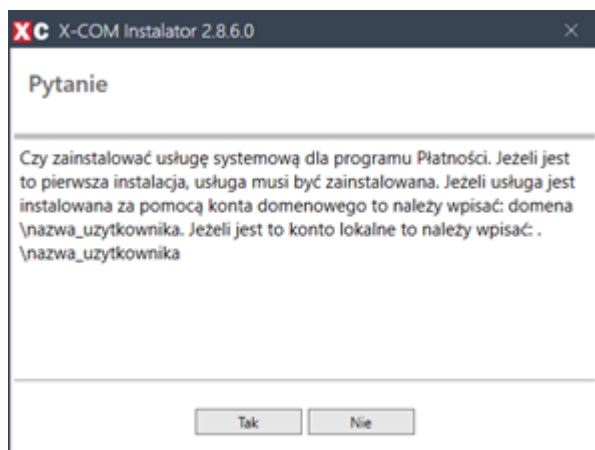 XC X-COM Instalator 2.8.6.0
Pytanie
Czy zainstalować usługę systemową dla programu Płatności. Jeżeli jest
to pierwsza instalacja, usługa musi być zainstalowana. Jeżeli usługa jest
instalowana za pomocą konta domenowego to należy wpisać: domena
\nazwa_uzytkownika. Jeżeli jest to konto lokalne to należy wpisać: .
\nazwa_uzytkownika
Tak Nie